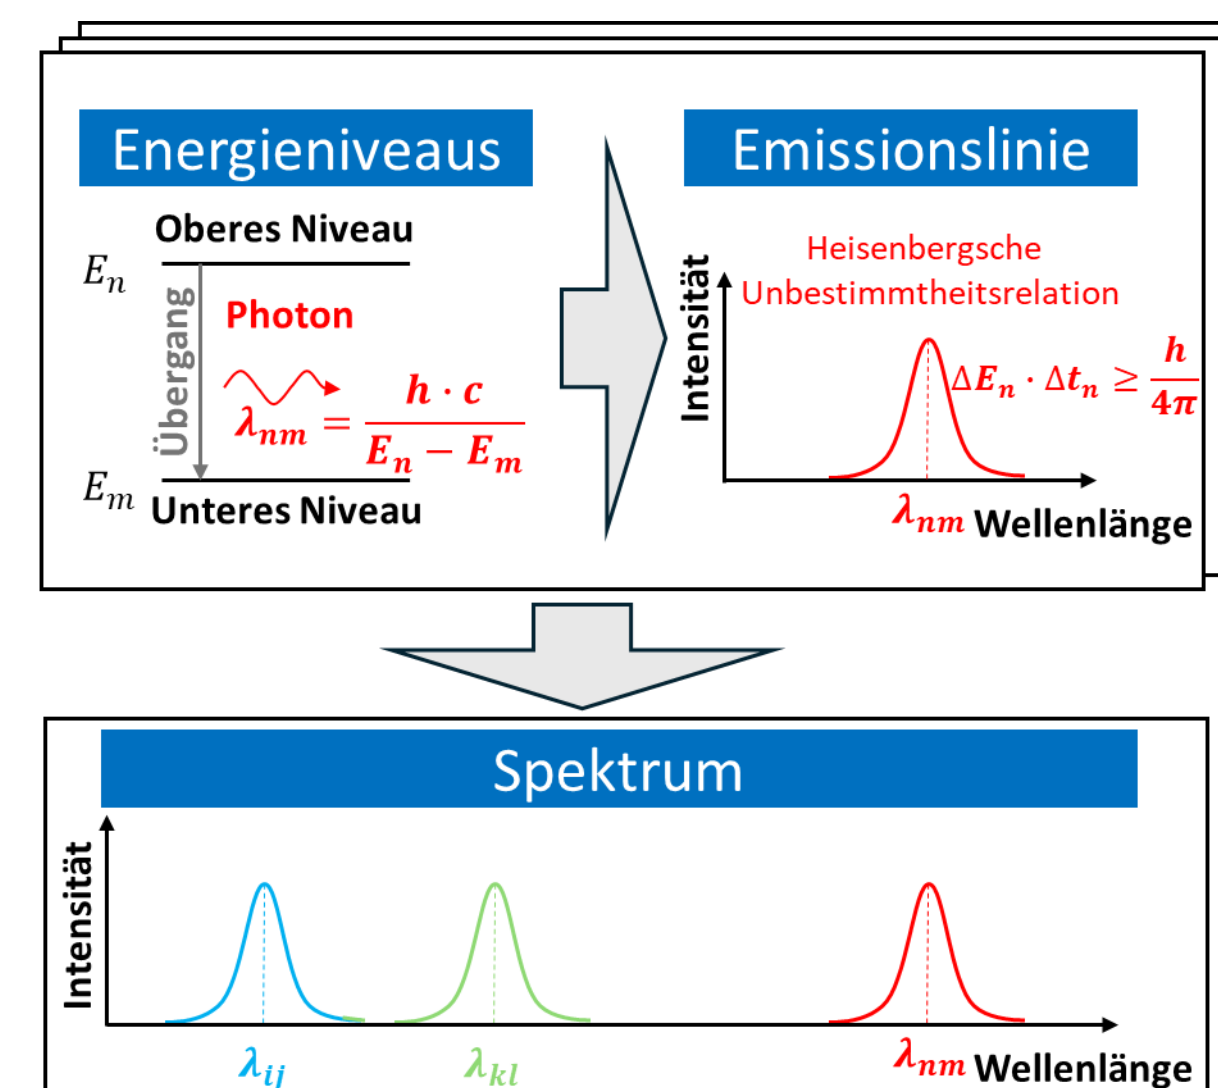 Energieniveaus
Oberes Niveau
E_n
Übergang
Photon
λ_nm = h · c / (E_n − E_m)
E_m
Unteres Niveau
Emissionslinie
Heisenbergsche
Unbestimmtheitsrelation
Intensität
ΔE_n · Δt_n ≥ h / 4π
λ_nm Wellenlänge
Spektrum
Intensität
λ_ij λ_kl λ_nm Wellenlänge